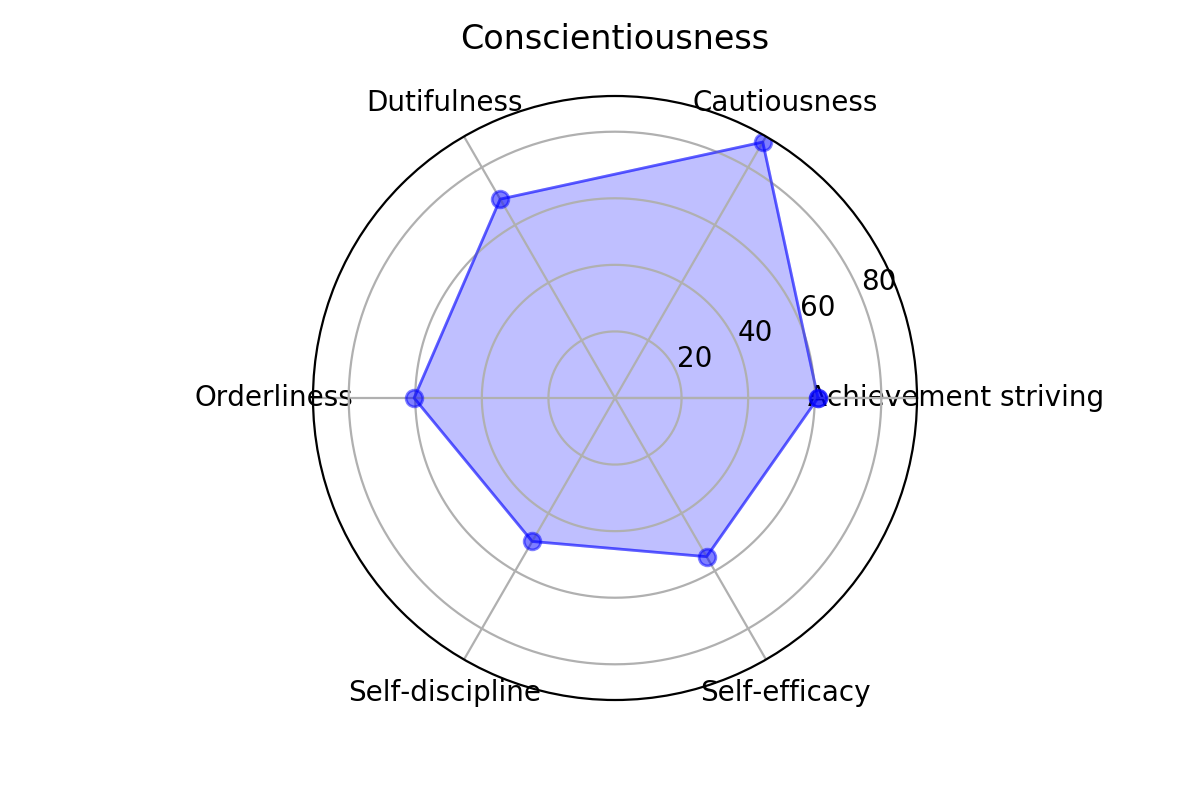 Conscientiousness
Dutifulness
Cautiousness
80
60
40
20
Orderliness
Achievement striving
Self-discipline
Self-efficacy